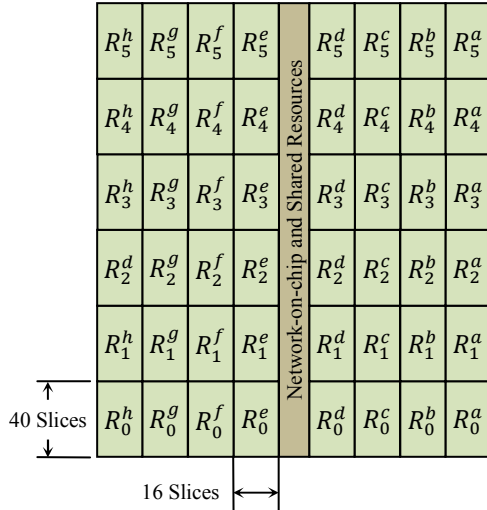 R_5^h R_5^g R_5^f R_5^e R_5^d R_5^c R_5^b R_5^a
R_4^h R_4^g R_4^f R_4^e R_4^d R_4^c R_4^b R_4^a
R_3^h R_3^g R_3^f R_3^e R_3^d R_3^c R_3^b R_3^a
R_2^d R_2^g R_2^f R_2^e R_2^d R_2^c R_2^b R_2^a
R_1^h R_1^g R_1^f R_1^e R_1^d R_1^c R_1^b R_1^a
R_0^h R_0^g R_0^f R_0^e R_0^d R_0^c R_0^b R_0^a
Network-on-chip and Shared Resources
40 Slices
16 Slices